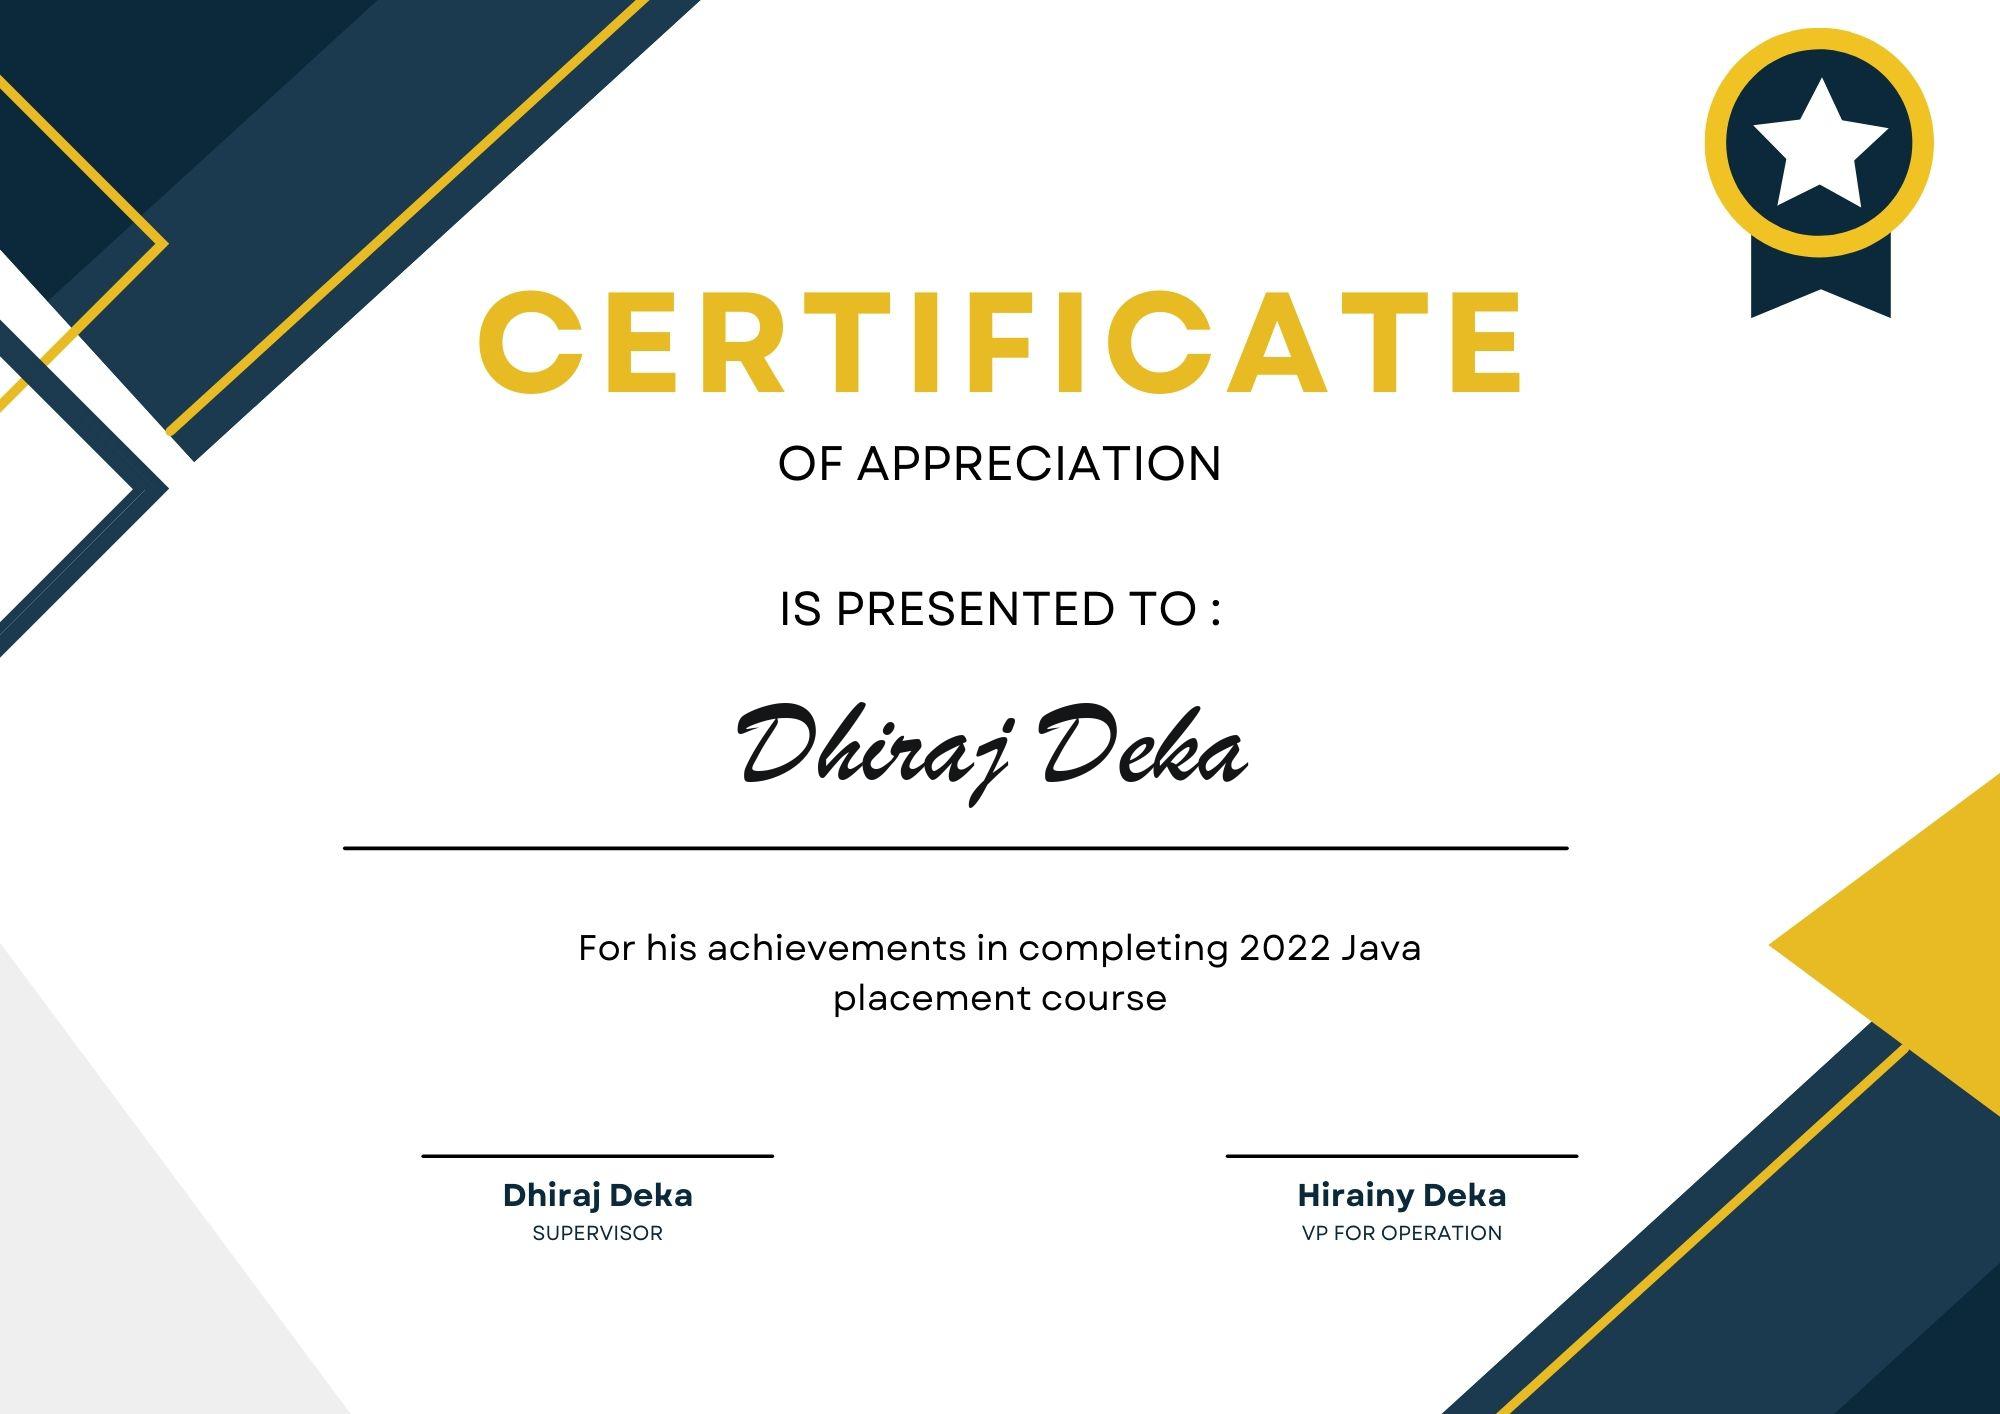 CERTIFICATE
OF APPRECIATION
IS PRESENTED TO :
Dhiraj Deka
For his achievements in completing 2022 Java
placement course
Dhiraj Deka
SUPERVISOR
Hirainy Deka
VP FOR OPERATION